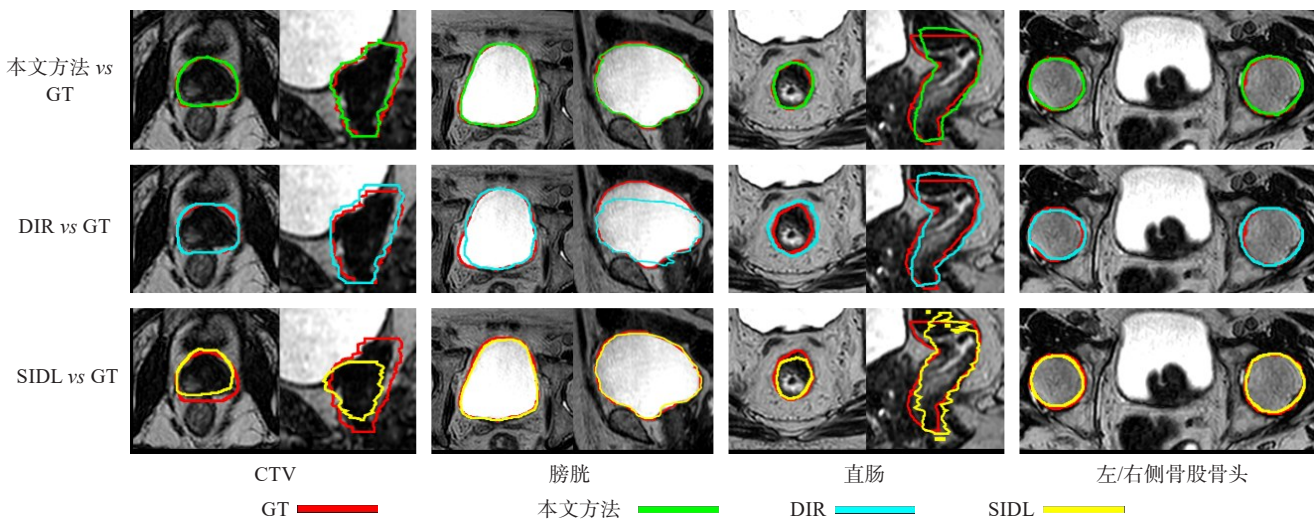 本文方法 vs
GT
DIR vs GT
SIDL vs GT
CTV
膀胱
直肠
左/右侧骨股骨头
GT
本文方法
DIR
SIDL